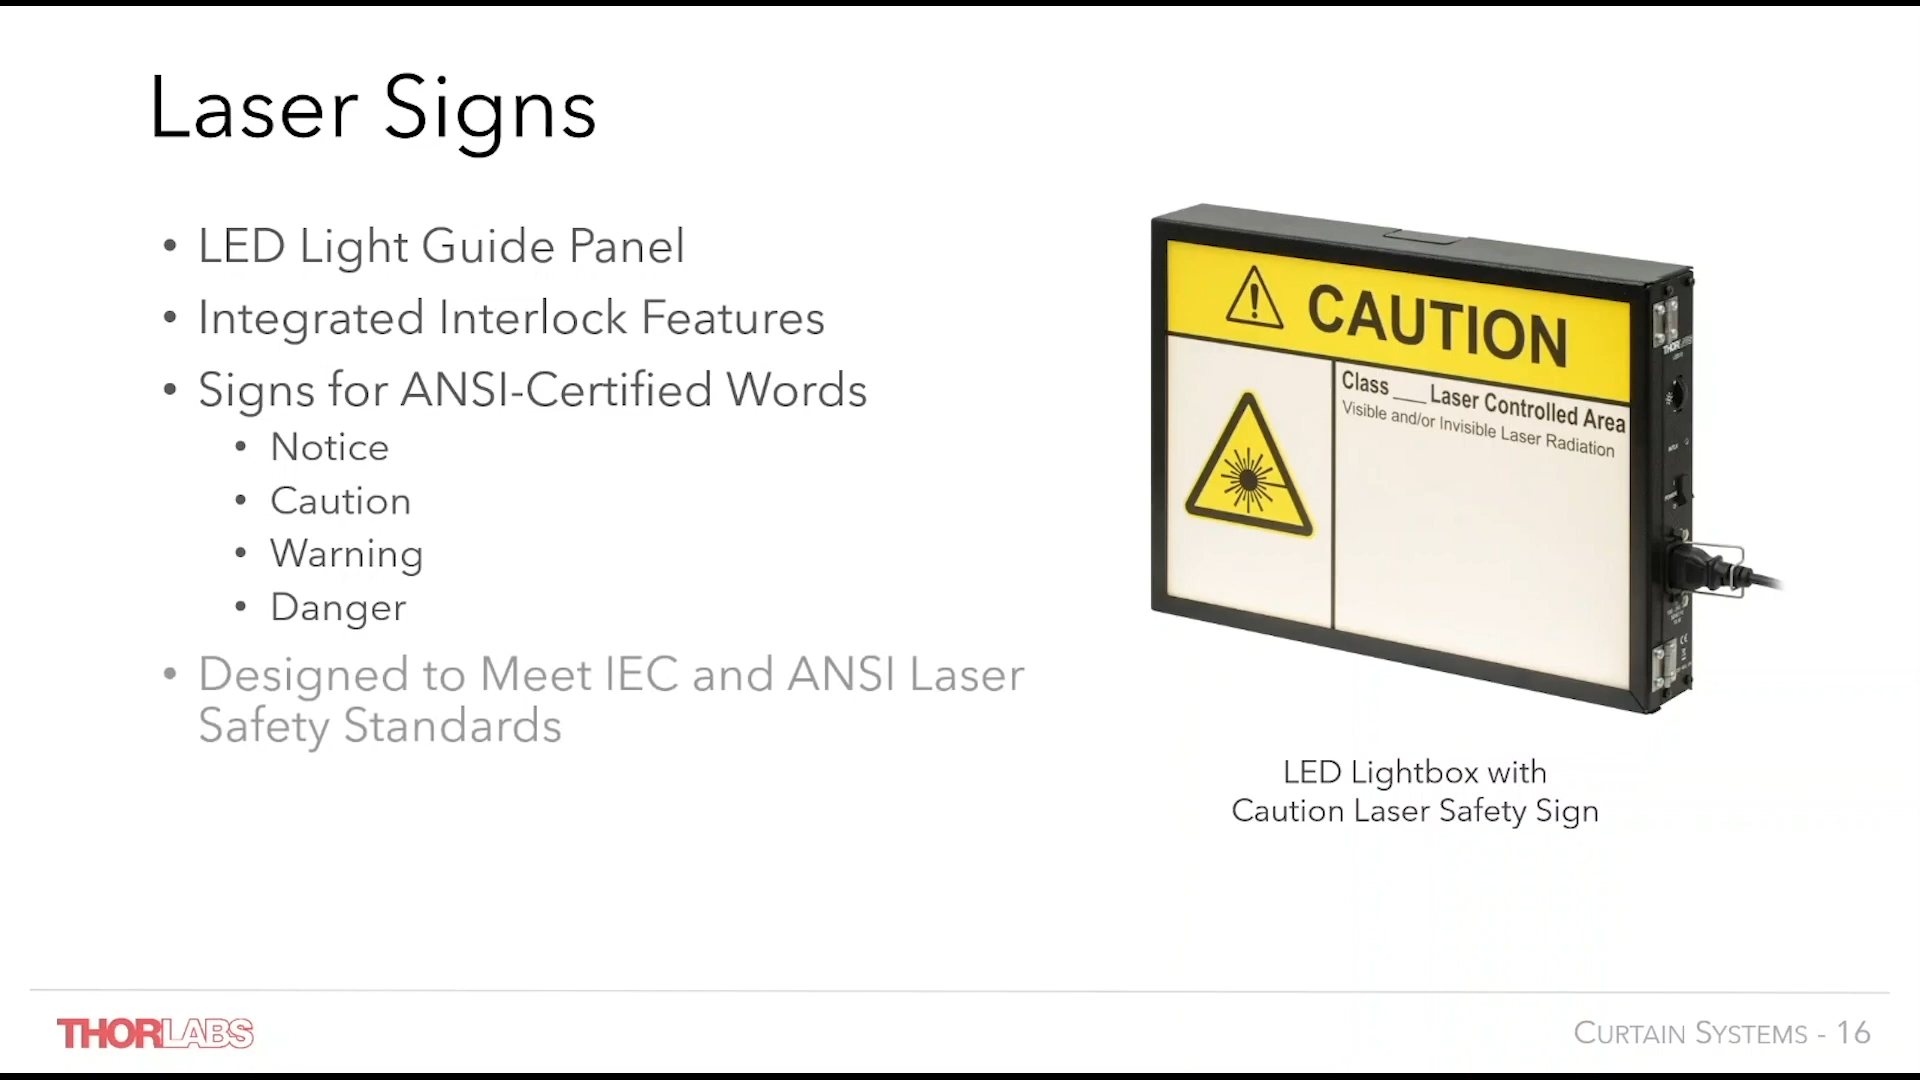 Laser Signs
• LED Light Guide Panel
• Integrated Interlock Features
• Signs for ANSI-Certified Words
• Notice
• Caution
• Warning
• Danger
• Designed to Meet IEC and ANSI Laser
Safety Standards
CAUTION
Class ___ Laser Controlled Area
Visible and/or Invisible Laser Radiation
THORLABS
LED Lightbox with
Caution Laser Safety Sign
THORLABS
CURTAIN SYSTEMS - 16